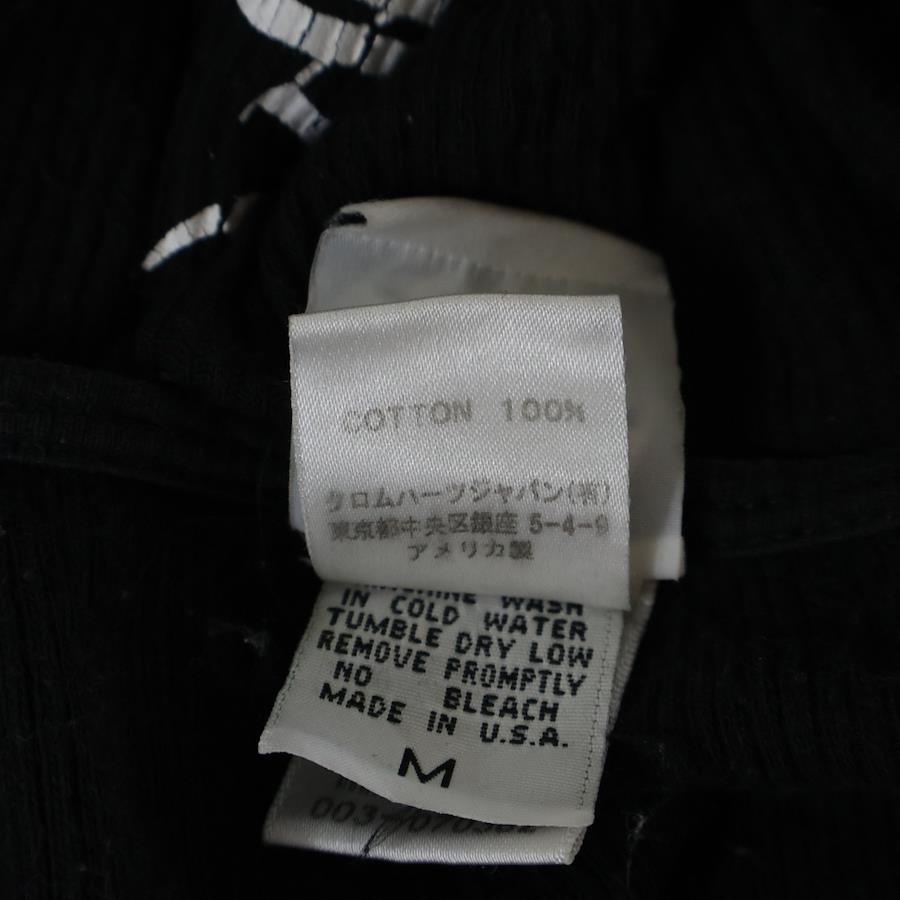 COTTON 100%
クロムハーツジャパン(有)
東京都中央区銀座 5-4-9
アメリカ製
WASH
IN COLD WATER
TUMBLE DRY LOW
REMOVE PROMPTLY
NO BLEACH
MADE IN U.S.A.
M